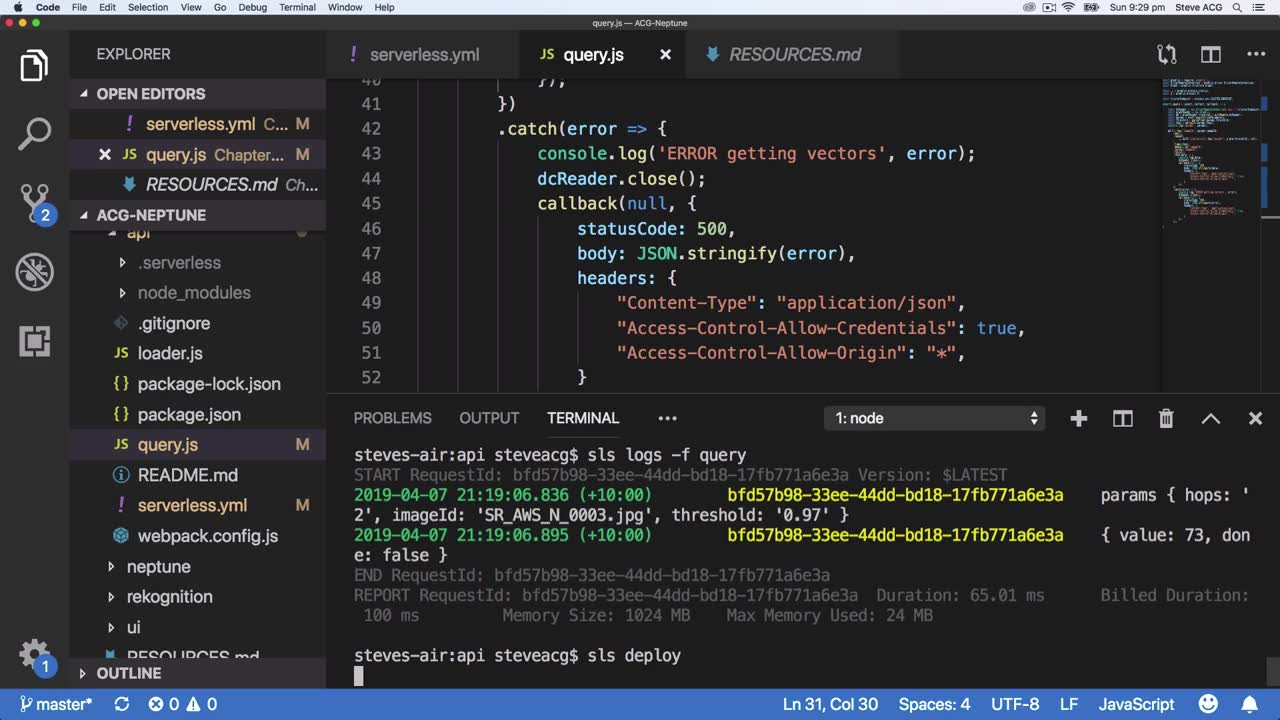 Code File Edit Selection View Go Debug Terminal Window Help Sun 9:29 pm Steve ACG
query.js — ACG-Neptune
EXPLORER
OPEN EDITORS
! serverless.yml C... M
JS query.js Chapter... M
RESOURCES.md Ch...
2
ACG-NEPTUNE
api
.serverless
node_modules
.gitignore
JS loader.js
{} package-lock.json
{} package.json
JS query.js M
README.md
! serverless.yml M
webpack.config.js
neptune
rekognition
ui
RESOURCES.md
OUTLINE
1
! serverless.yml
JS query.js
RESOURCES.md
40 });
41 })
42 .catch(error => {
43 console.log('ERROR getting vectors', error);
44 dcReader.close();
45 callback(null, {
46 statusCode: 500,
47 body: JSON.stringify(error),
48 headers: {
49 "Content-Type": "application/json",
50 "Access-Control-Allow-Credentials": true,
51 "Access-Control-Allow-Origin": "*",
52 }
PROBLEMS OUTPUT TERMINAL ••• 1: node
steves-air:api steveacg$ sls logs -f query
START RequestId: bfd57b98-33ee-44dd-bd18-17fb771a6e3a Version: $LATEST
2019-04-07 21:19:06.836 (+10:00) bfd57b98-33ee-44dd-bd18-17fb771a6e3a params { hops: '
2', imageId: 'SR_AWS_N_0003.jpg', threshold: '0.97' }
2019-04-07 21:19:06.895 (+10:00) bfd57b98-33ee-44dd-bd18-17fb771a6e3a { value: 73, don
e: false }
END RequestId: bfd57b98-33ee-44dd-bd18-17fb771a6e3a
REPORT RequestId: bfd57b98-33ee-44dd-bd18-17fb771a6e3a Duration: 65.01 ms Billed Duration:
100 ms Memory Size: 1024 MB Max Memory Used: 24 MB
steves-air:api steveacg$ sls deploy
master* 0 0 Ln 31, Col 30 Spaces: 4 UTF-8 LF JavaScript